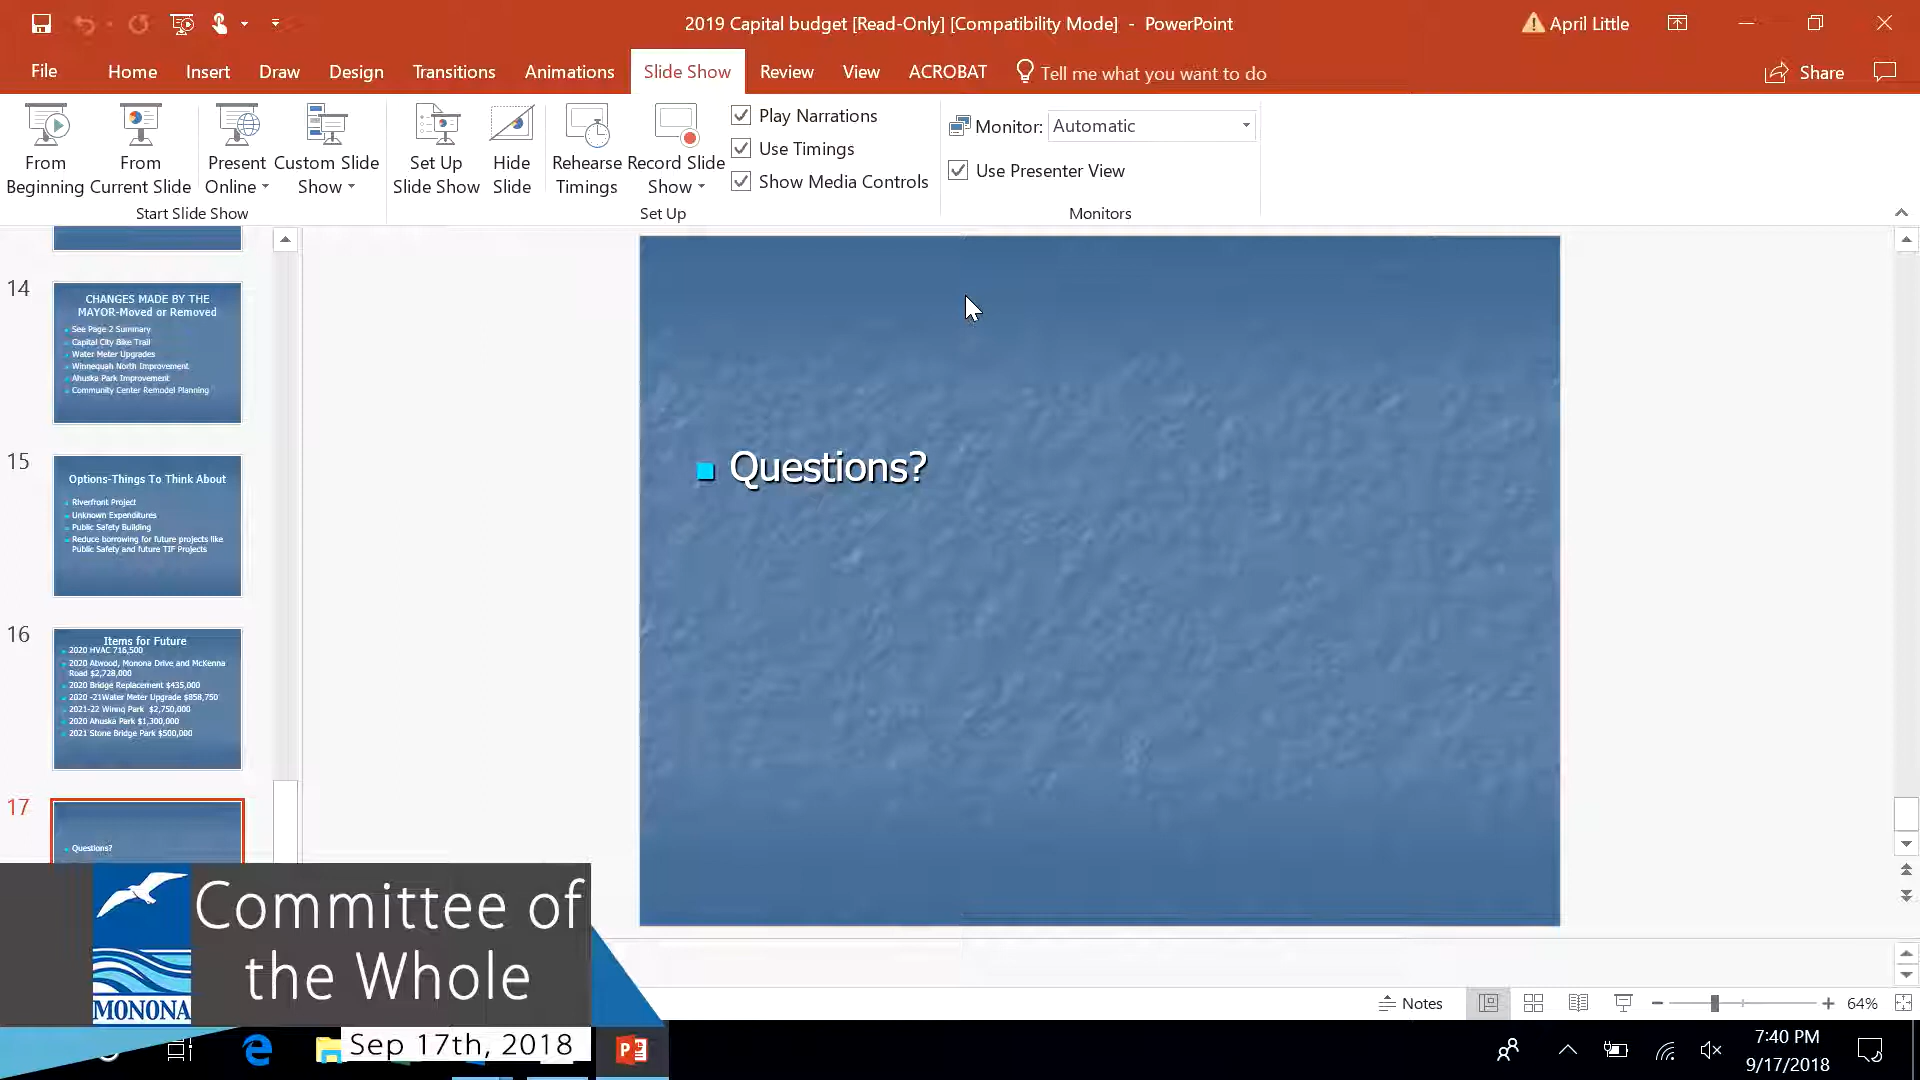 2019 Capital budget [Read-Only] [Compatibility Mode] - PowerPoint
April Little
File Home Insert Draw Design Transitions Animations Slide Show Review View ACROBAT Tell me what you want to do Share
From Beginning
From Current Slide
Present Online
Custom Slide Show
Set Up Slide Show
Hide Slide
Rehearse Timings
Record Slide Show
Play Narrations
Use Timings
Show Media Controls
Monitor: Automatic
Use Presenter View
Start Slide Show
Set Up
Monitors
14
CHANGES MADE BY THE
MAYOR-Moved or Removed
See Page 2 Summary
Capital City Bike Trail
Water Meter Upgrades
Winnequah North Improvement
Ahuska Park Improvement
Community Center Remodel Planning
15
Options-Things To Think About
Riverfront Project
Unknown Expenditures
Public Safety Building
Reduce borrowing for future projects like
Public Safety and future TIF Projects
16
Items for Future
2020 HVAC 716,500
2020 Atwood, Monona Drive and McKenna
Road $2,728,000
2020 Bridge Replacement $435,000
2020 -21Water Meter Upgrade $858,750
2021-22 Winnq Park $2,750,000
2020 Ahuska Park $1,300,000
2021 Stone Bridge Park $500,000
17
Questions?
Questions?
Committee of
the Whole
MONONA
Sep 17th, 2018
Notes
64%
7:40 PM
9/17/2018